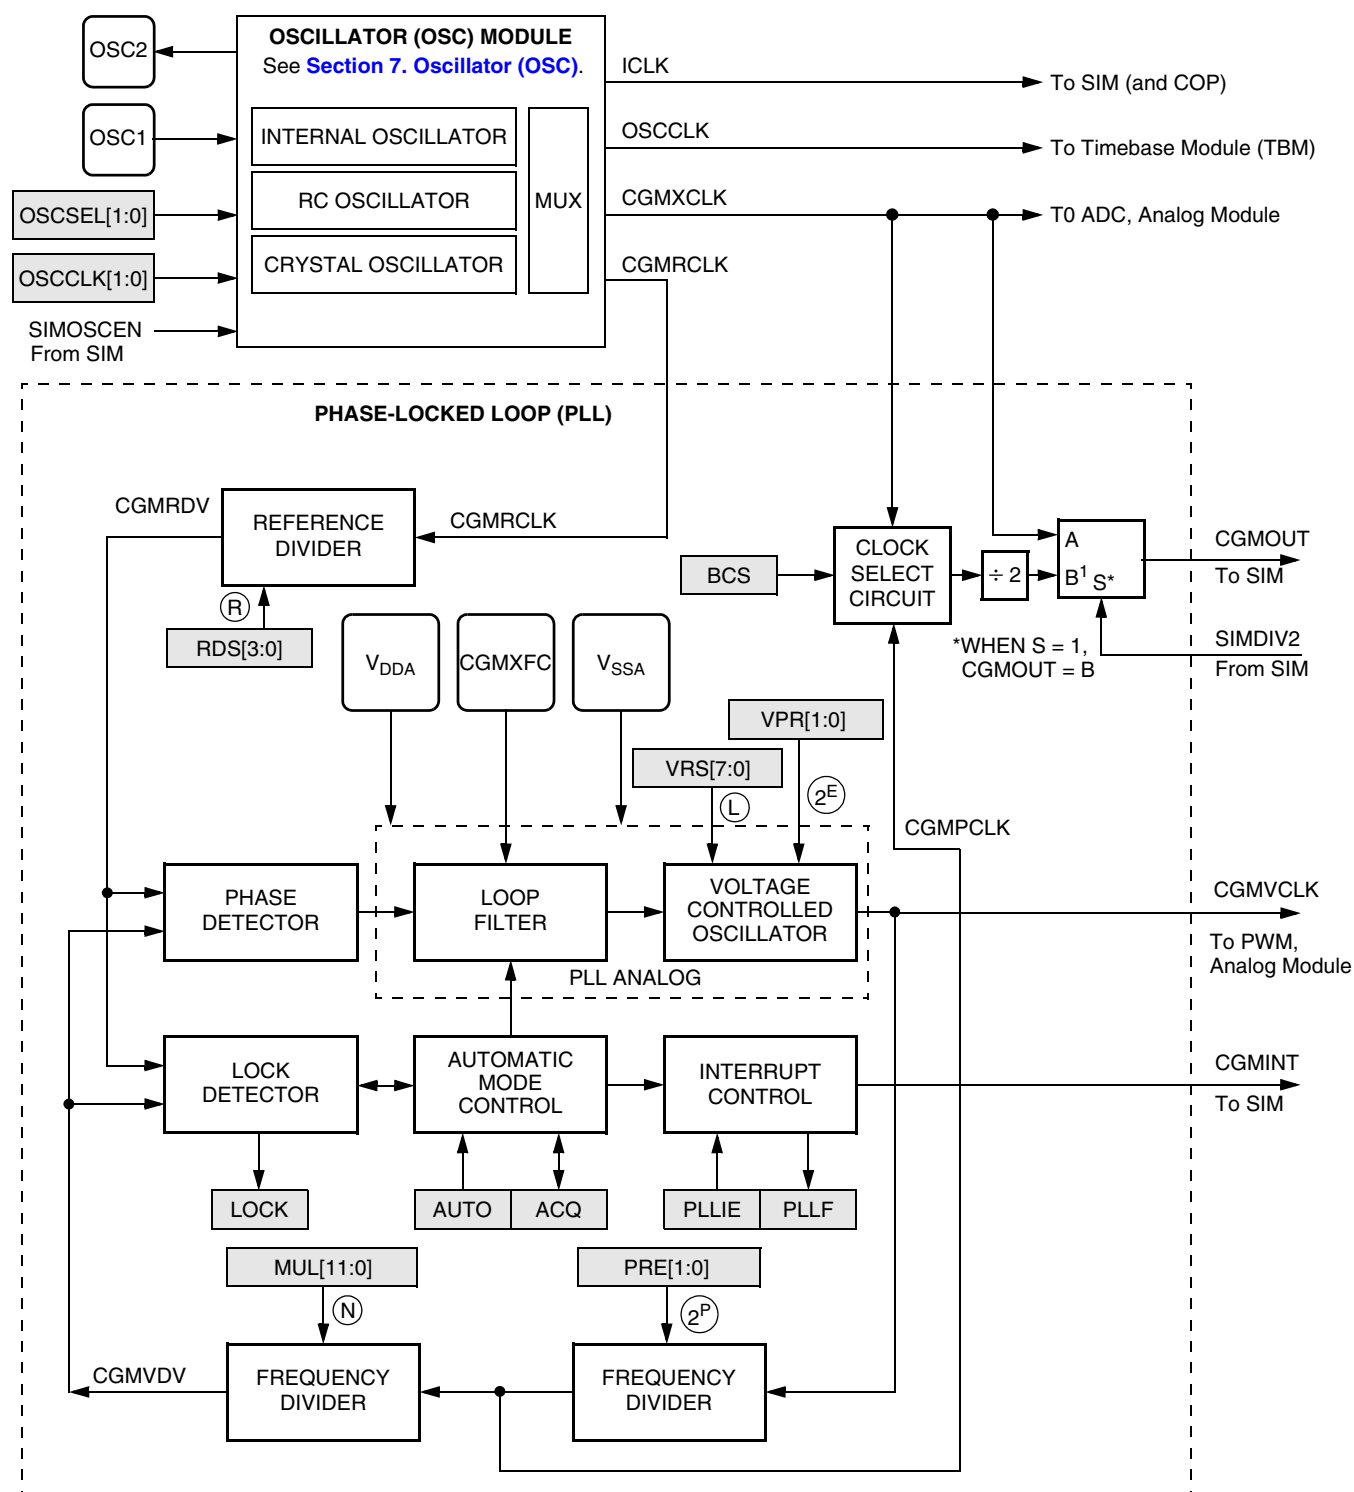 OSC2
OSCILLATOR (OSC) MODULE
See Section 7. Oscillator (OSC).
ICLK
To SIM (and COP)
OSC1
INTERNAL OSCILLATOR
OSCCLK
To Timebase Module (TBM)
OSCSEL[1:0]
RC OSCILLATOR
MUX
CGMXCLK
T0 ADC, Analog Module
OSCCLK[1:0]
CRYSTAL OSCILLATOR
CGMRCLK
SIMOSCEN
From SIM
PHASE-LOCKED LOOP (PLL)
CGMRDV
REFERENCE
DIVIDER
CGMRCLK
R
RDS[3:0]
BCS
CLOCK
SELECT
CIRCUIT
÷ 2
A
B1 S*
CGMOUT
To SIM
*WHEN S = 1,
CGMOUT = B
SIMDIV2
From SIM
VDDA
CGMXFC
VSSA
VPR[1:0]
VRS[7:0]
L
2E
CGMPCLK
PHASE
DETECTOR
LOOP
FILTER
VOLTAGE
CONTROLLED
OSCILLATOR
CGMVCLK
To PWM,
Analog Module
PLL ANALOG
LOCK
DETECTOR
AUTOMATIC
MODE
CONTROL
INTERRUPT
CONTROL
CGMINT
To SIM
LOCK
AUTO
ACQ
PLLIE
PLLF
MUL[11:0]
PRE[1:0]
N
2P
CGMVDV
FREQUENCY
DIVIDER
FREQUENCY
DIVIDER